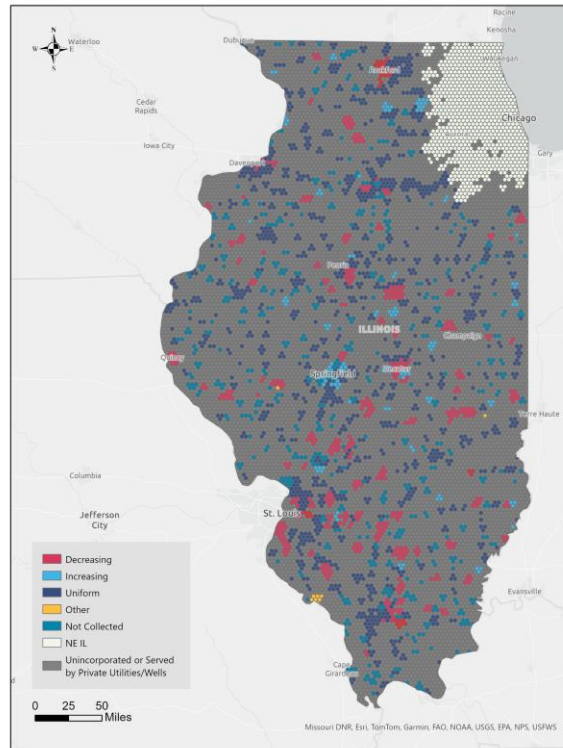 Racine
Kenosha
Dubuque
Waterloo
N
W E
S
Rockford
Waukegan
Cedar
Rapids
Chicago
Aurora
Iowa City
Gary
Davenport
Peoria
ILLINOIS
Champaign
Quincy
Springfield
Decatur
Terre Haute
Columbia
Jefferson
City
St. Louis
Decreasing
Increasing
Uniform
Other
Not Collected
NE IL
Unincorporated or Served
by Private Utilities/Wells
Evansville
Cape
Girardeau
0 25 50
Miles
Missouri DNR, Esri, TomTom, Garmin, FAO, NOAA, USGS, EPA, NPS, USFWS